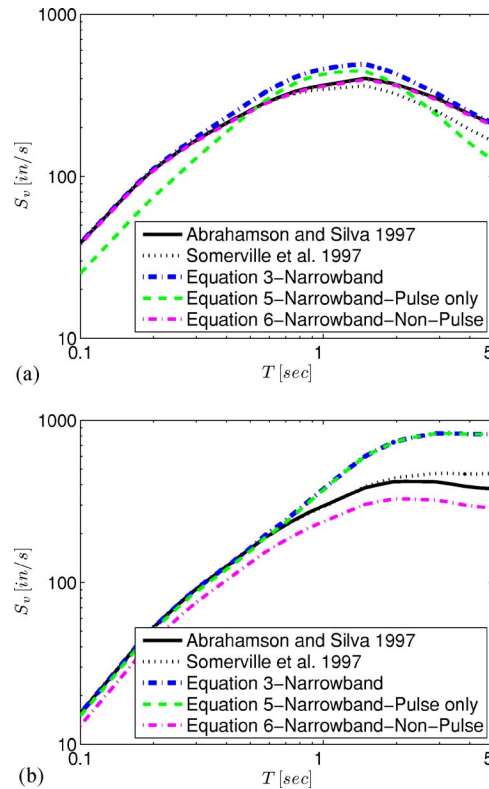 1000
100
10
S_v [in/s]
Abrahamson and Silva 1997
Somerville et al. 1997
Equation 3−Narrowband
Equation 5−Narrowband−Pulse only
Equation 6−Narrowband−Non−Pulse
0.1 1 5
T [sec]
(a)
1000
100
10
S_v [in/s]
Abrahamson and Silva 1997
Somerville et al. 1997
Equation 3−Narrowband
Equation 5−Narrowband−Pulse only
Equation 6−Narrowband−Non−Pulse
0.1 1 5
T [sec]
(b)